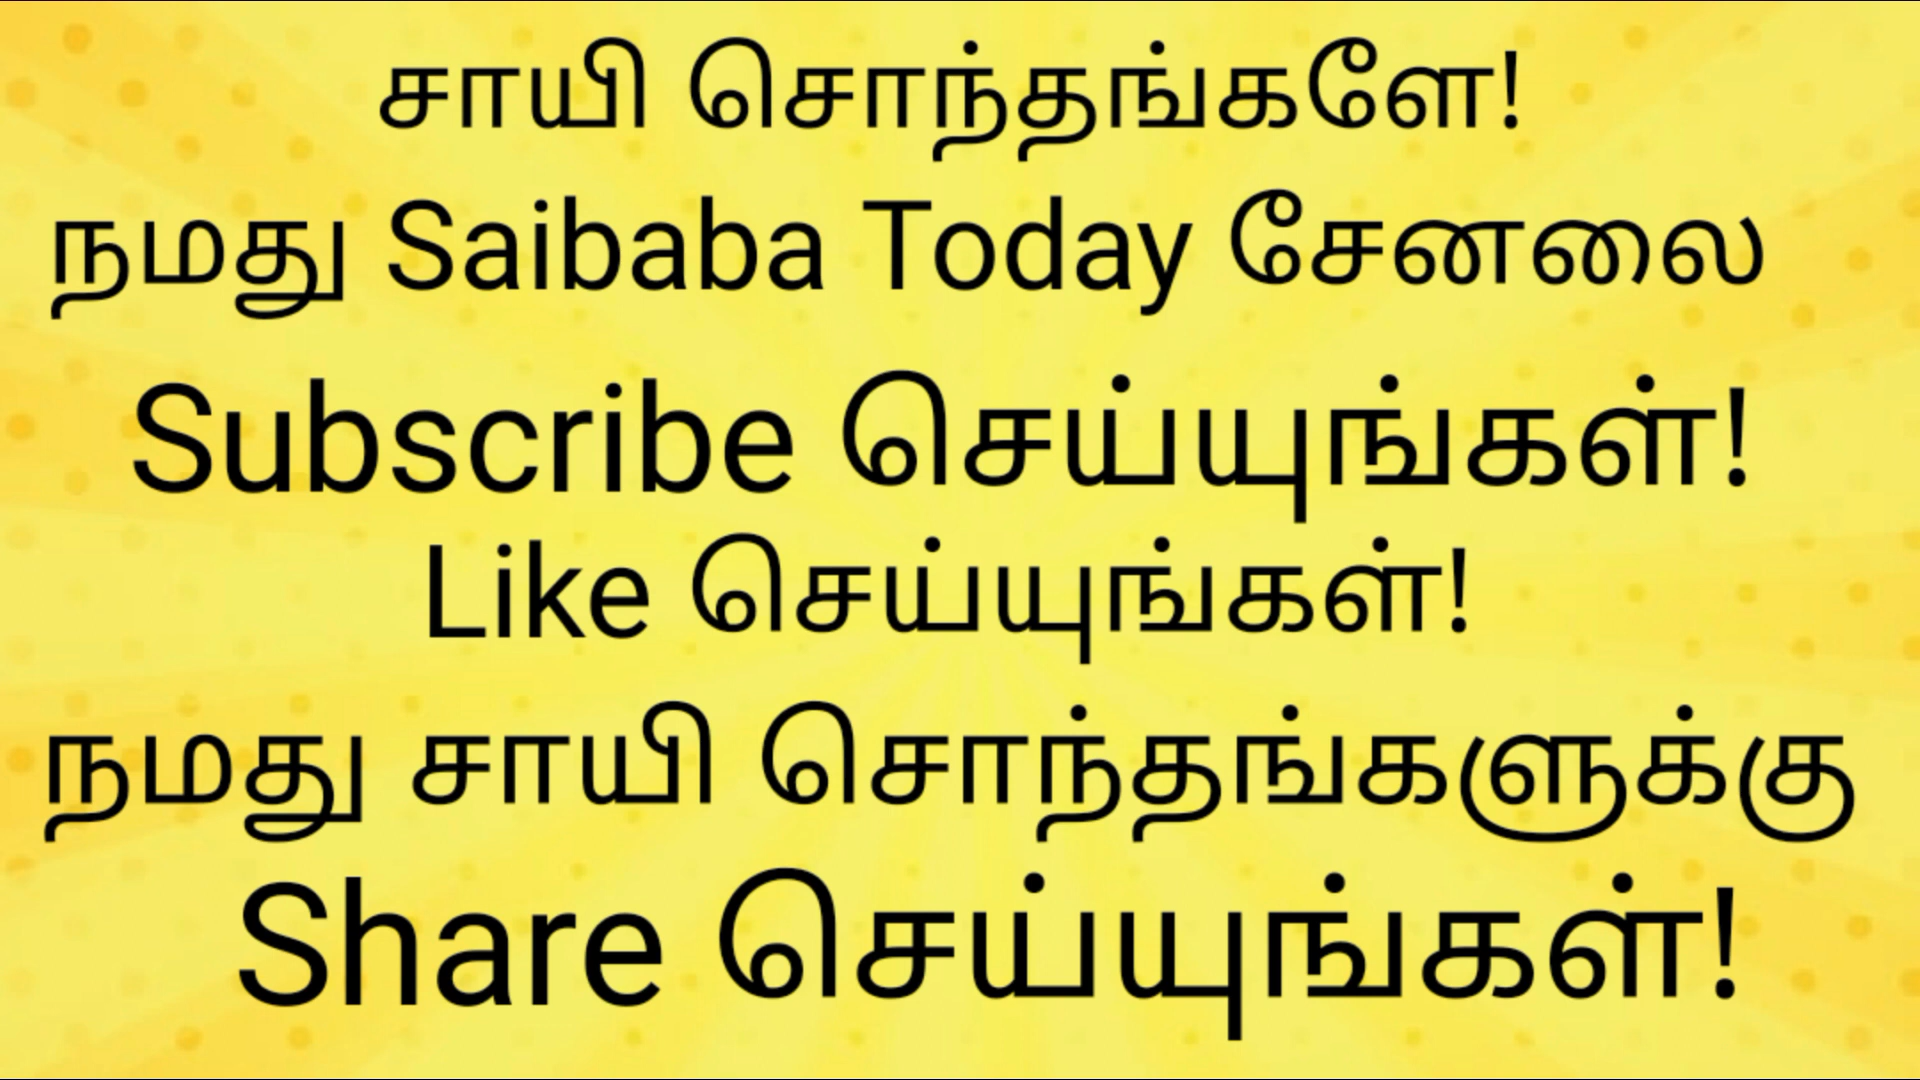 சாயி சொந்தங்களே!
நமது Saibaba Today சேனலை
Subscribe செய்யுங்கள்!
Like செய்யுங்கள்!
நமது சாயி சொந்தங்களுக்கு
Share செய்யுங்கள்!